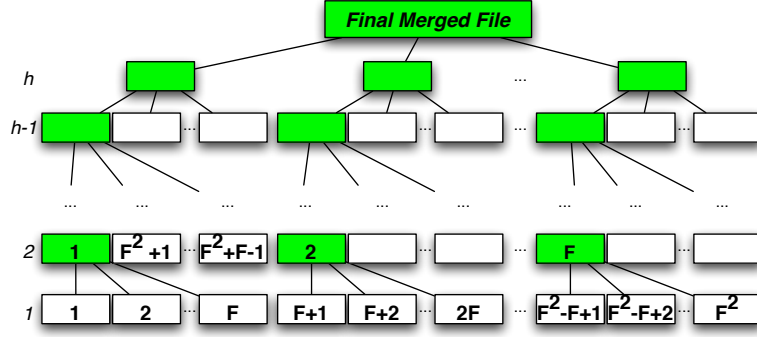 Final Merged File
h ...
h-1 ... ... ... ...
... ... ... ... ... ... ... ... ...
2 1 F²+1 ... F²+F-1 2 ... ... F ...
1 1 2 ... F F+1 F+2 ... 2F ... F²-F+1 F²-F+2 ... F²